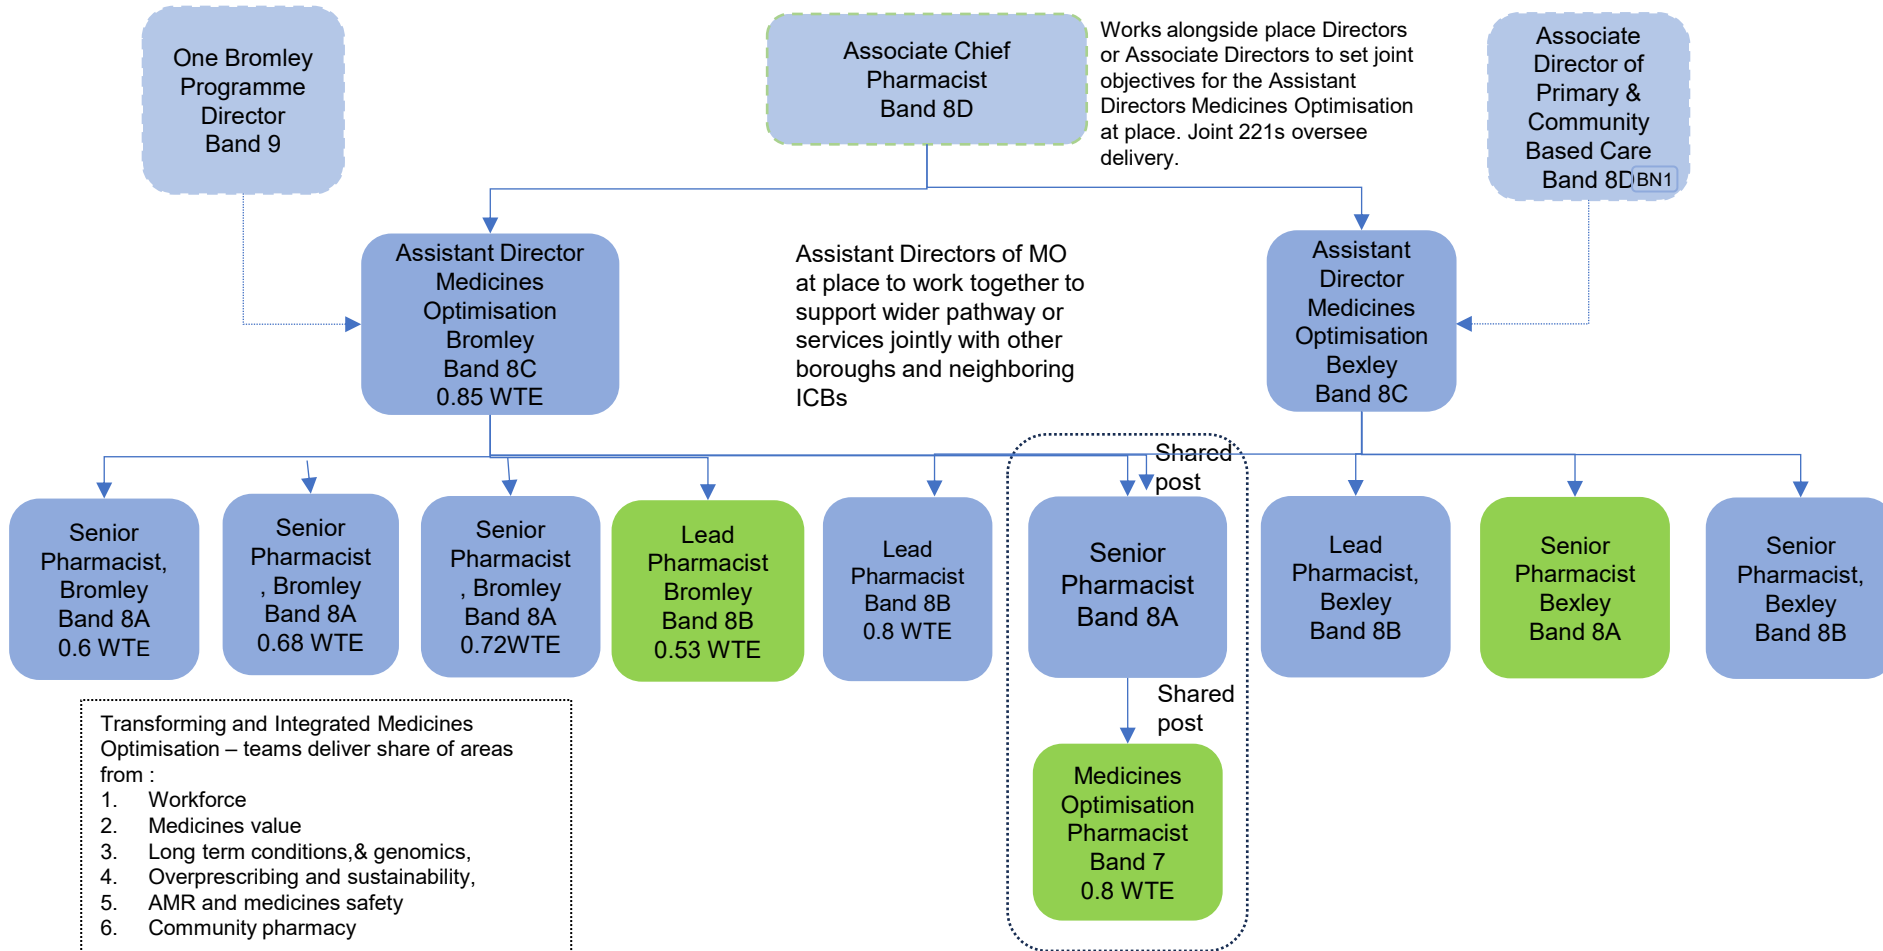 One Bromley
Programme
Director
Band 9
Associate Chief
Pharmacist
Band 8D
Works alongside place Directors
or Associate Directors to set joint
objectives for the Assistant
Directors Medicines Optimisation
at place. Joint 221s oversee
delivery.
Associate
Director of
Primary &
Community
Based Care
Band 8D
BN1
Assistant Director
Medicines
Optimisation
Bromley
Band 8C
0.85 WTE
Assistant Directors of MO
at place to work together to
support wider pathway or
services jointly with other
boroughs and neighboring
ICBs
Assistant
Director
Medicines
Optimisation
Bexley
Band 8C
Shared
post
Senior
Pharmacist,
Bromley
Band 8A
0.6 WTE
Senior
Pharmacist
, Bromley
Band 8A
0.68 WTE
Senior
Pharmacist
, Bromley
Band 8A
0.72WTE
Lead
Pharmacist
Bromley
Band 8B
0.53 WTE
Lead
Pharmacist
Band 8B
0.8 WTE
Senior
Pharmacist
Band 8A
Lead
Pharmacist,
Bexley
Band 8B
Senior
Pharmacist
Bexley
Band 8A
Senior
Pharmacist,
Bexley
Band 8B
Shared
post
Medicines
Optimisation
Pharmacist
Band 7
0.8 WTE
Transforming and Integrated Medicines
Optimisation – teams deliver share of areas
from :
1. Workforce
2. Medicines value
3. Long term conditions,& genomics,
4. Overprescribing and sustainability,
5. AMR and medicines safety
6. Community pharmacy